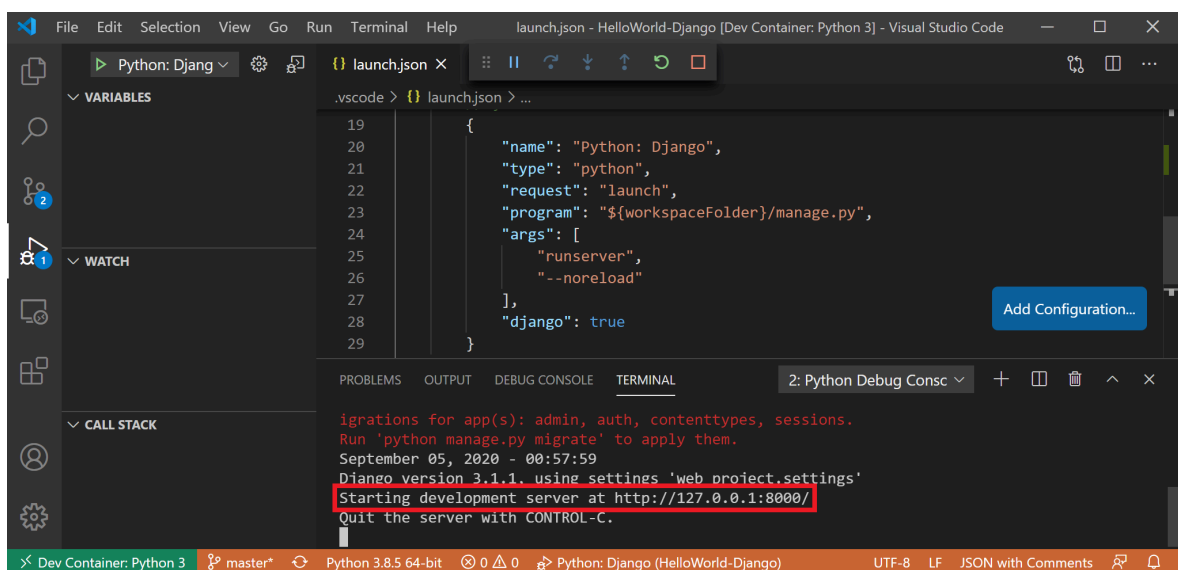 File Edit Selection View Go Run Terminal Help launch.json - HelloWorld-Django [Dev Container: Python 3] - Visual Studio Code
Python: Djang
{} launch.json
VARIABLES
.vscode > {} launch.json > ...
19 {
20 "name": "Python: Django",
21 "type": "python",
22 "request": "launch",
23 "program": "${workspaceFolder}/manage.py",
24 "args": [
25 "runserver",
26 "--noreload"
27 ],
28 "django": true
29 }
2
1
WATCH
Add Configuration...
PROBLEMS OUTPUT DEBUG CONSOLE TERMINAL 2: Python Debug Consc
CALL STACK
igrations for app(s): admin, auth, contenttypes, sessions.
Run 'python manage.py migrate' to apply them.
September 05, 2020 - 00:57:59
Django version 3.1.1, using settings 'web_project.settings'
Starting development server at http://127.0.0.1:8000/
Quit the server with CONTROL-C.
Dev Container: Python 3 master* Python 3.8.5 64-bit 0 0 Python: Django (HelloWorld-Django) UTF-8 LF JSON with Comments